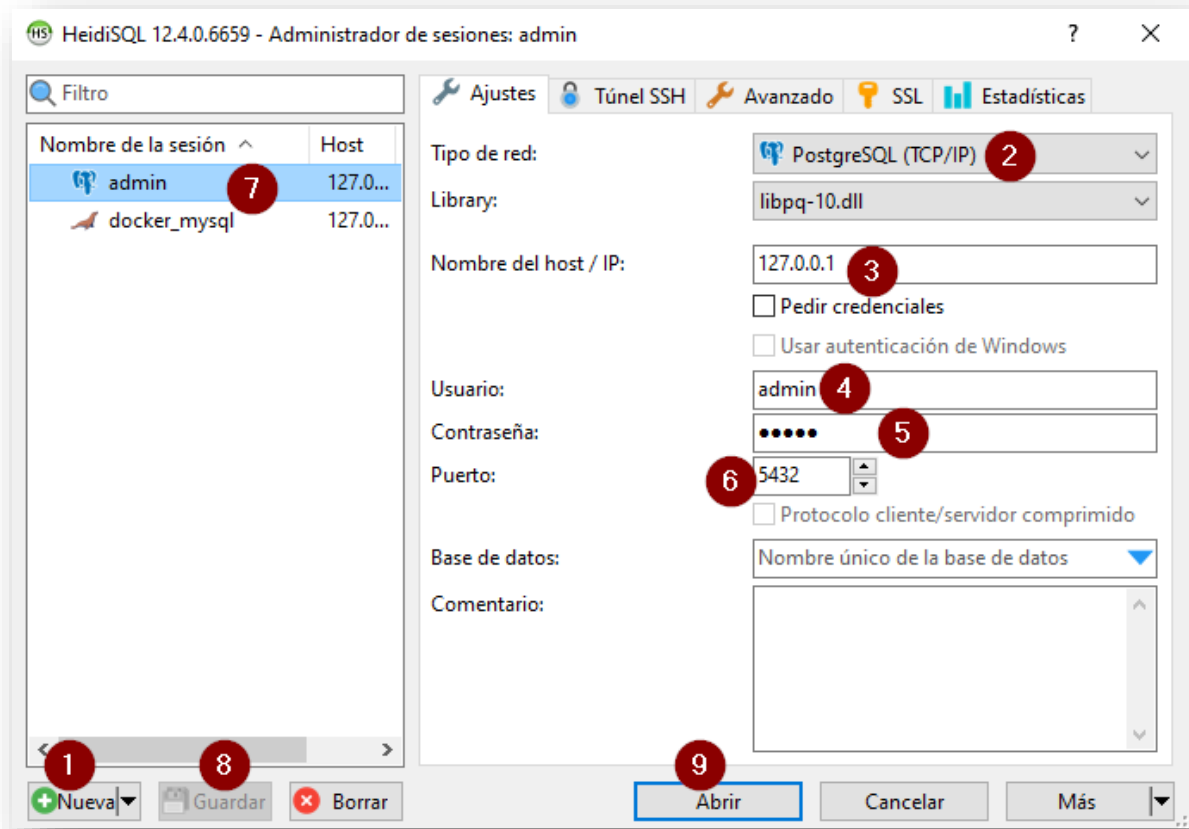 HS HeidiSQL 12.4.0.6659 - Administrador de sesiones: admin ?
Filtro
Nombre de la sesión Host
admin 7 127.0...
docker_mysql 127.0...
1 Nueva 8 Guardar Borrar
Ajustes Túnel SSH Avanzado SSL Estadísticas
Tipo de red: PostgreSQL (TCP/IP) 2
Library: libpq-10.dll
Nombre del host / IP: 127.0.0.1 3
Pedir credenciales
Usar autenticación de Windows
Usuario: admin 4
Contraseña: ●●●●● 5
Puerto: 6 5432
Protocolo cliente/servidor comprimido
Base de datos: Nombre único de la base de datos
Comentario:
9
Abrir Cancelar Más